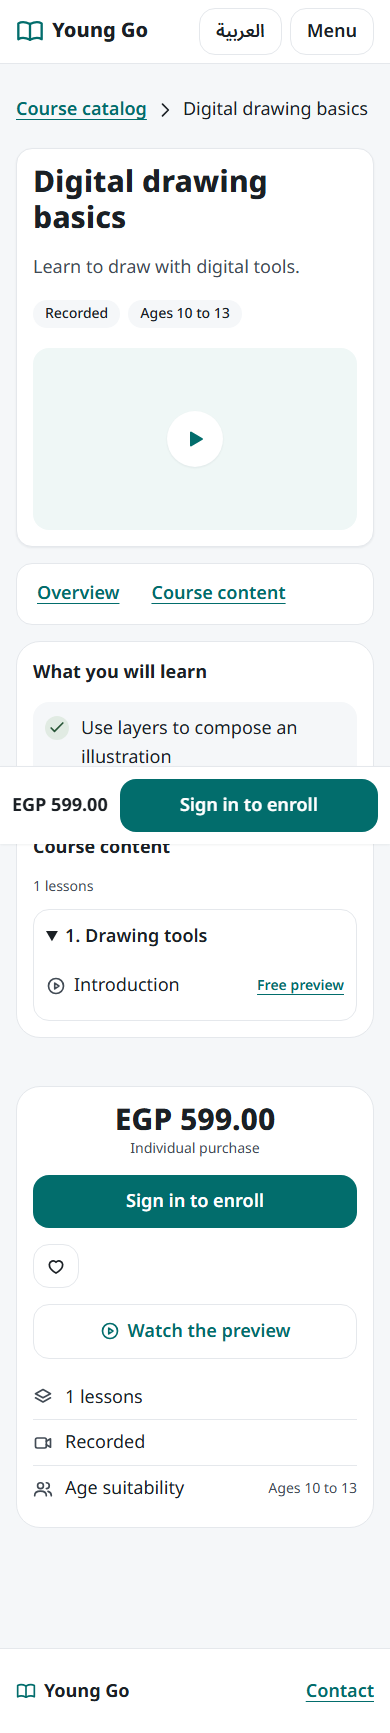 Young Go
العربية
Menu
Course catalog
Digital drawing basics
Digital drawing
basics
Learn to draw with digital tools.
Recorded
Ages 10 to 13
Overview
Course content
What you will learn
Use layers to compose an
illustration
EGP 599.00
Sign in to enroll
Course content
1 lessons
1. Drawing tools
Introduction
Free preview
EGP 599.00
Individual purchase
Sign in to enroll
Watch the preview
1 lessons
Recorded
Age suitability
Ages 10 to 13
Young Go
Contact